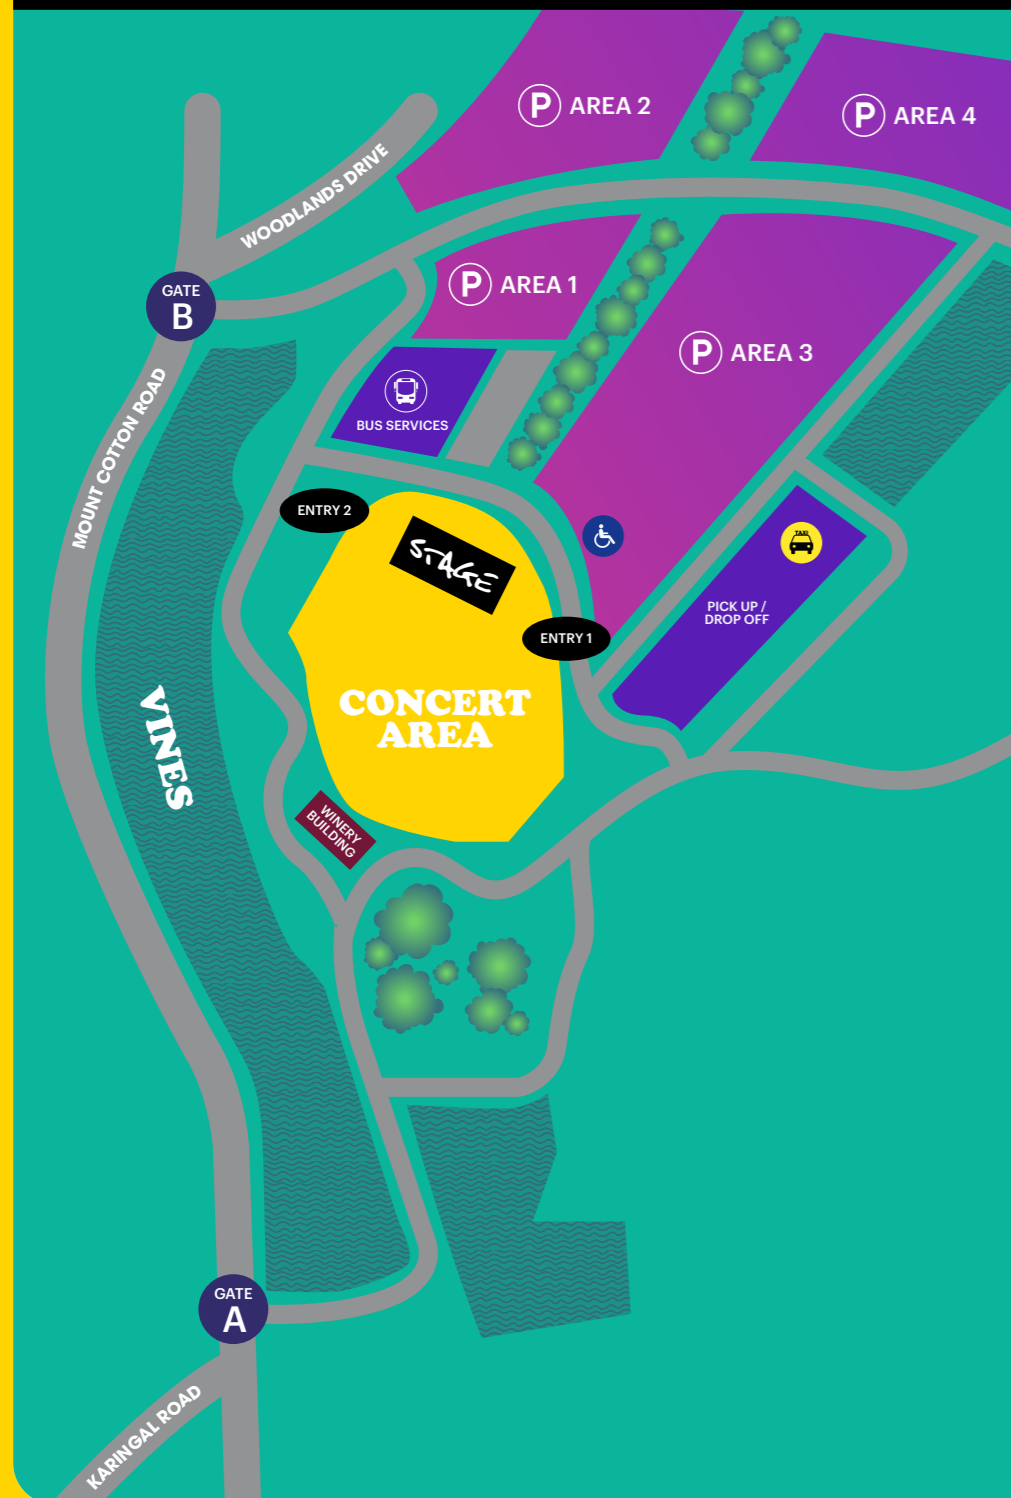 P AREA 2
P AREA 4
WOODLANDS DRIVE
P AREA 1
GATE
B
P AREA 3
BUS SERVICES
MOUNT COTTON ROAD
ENTRY 2
STAGE
TAXI
PICK UP /
DROP OFF
ENTRY 1
CONCERT
AREA
VINES
WINERY
BUILDING
GATE
A
KARINGAL ROAD